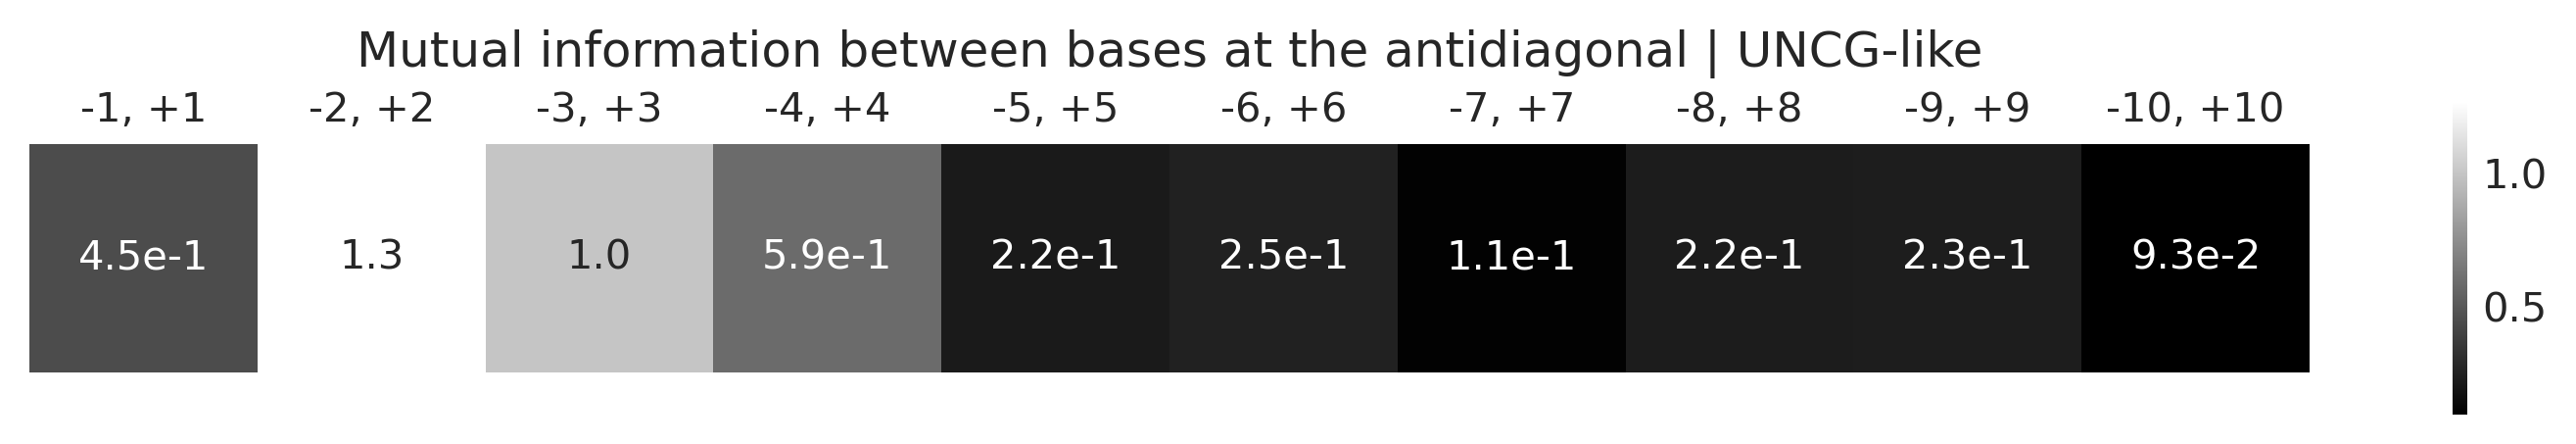 Mutual information between bases at the antidiagonal | UNCG-like
-1, +1 -2, +2 -3, +3 -4, +4 -5, +5 -6, +6 -7, +7 -8, +8 -9, +9 -10, +10
4.5e-1 1.3 1.0 5.9e-1 2.2e-1 2.5e-1 1.1e-1 2.2e-1 2.3e-1 9.3e-2
1.0
0.5